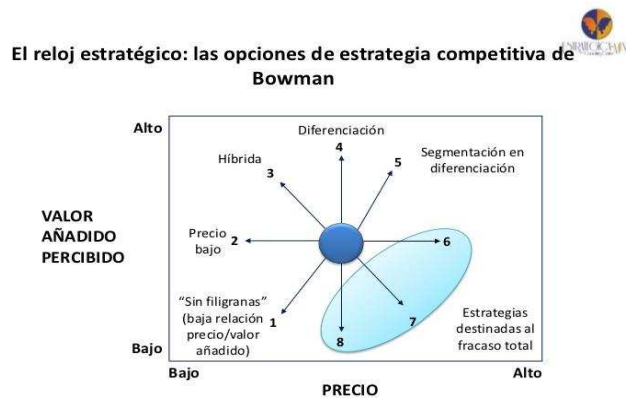 El reloj estratégico: las opciones de estrategia competitiva de
Bowman
Alto
Diferenciación
4
Híbrida
3
5
Segmentación en
diferenciación
VALOR
AÑADIDO
PERCIBIDO
Precio
bajo
2
6
“Sin filigranas”
(baja relación
precio/valor
añadido)
1
7
8
Estrategias
destinadas al
fracaso total
Bajo
Bajo
Alto
PRECIO